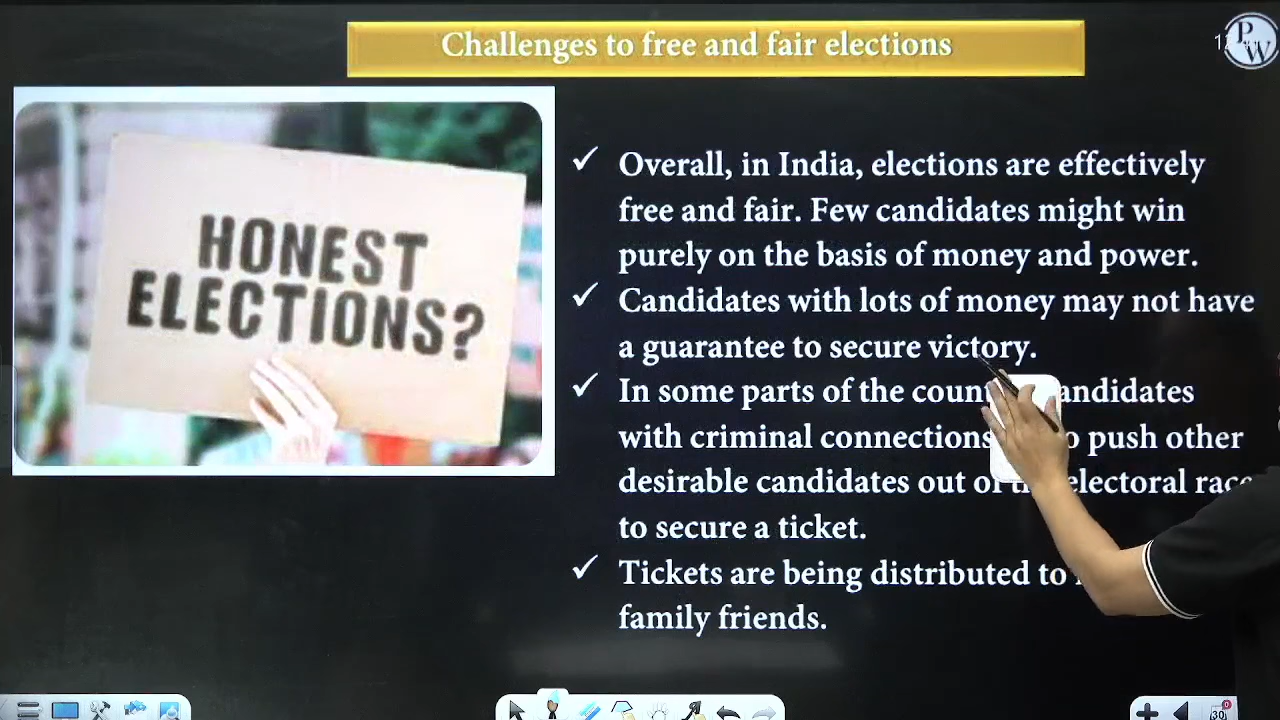 Challenges to free and fair elections
P
W
HONEST
ELECTIONS?
✓ Overall, in India, elections are effectively
free and fair. Few candidates might win
purely on the basis of money and power.
✓ Candidates with lots of money may not have
a guarantee to secure victory.
✓ In some parts of the
with criminal connections push other
desirable candidates out of electoral
to secure a ticket.
✓ Tickets are being distributed to
family friends.
30